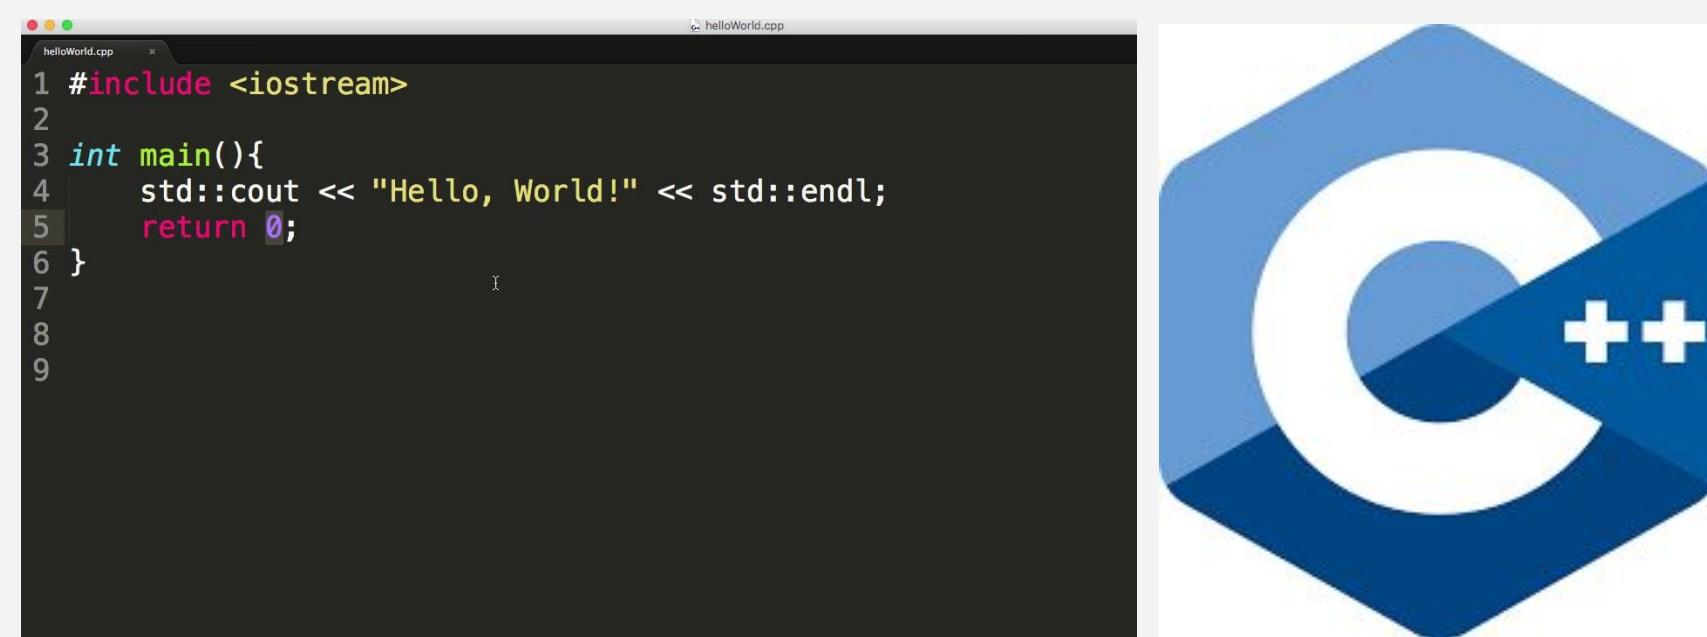 helloWorld.cpp
helloWorld.cpp ×
1 #include <iostream>
2
3 int main(){
4     std::cout << "Hello, World!" << std::endl;
5     return 0;
6 }
7
8
9
C++